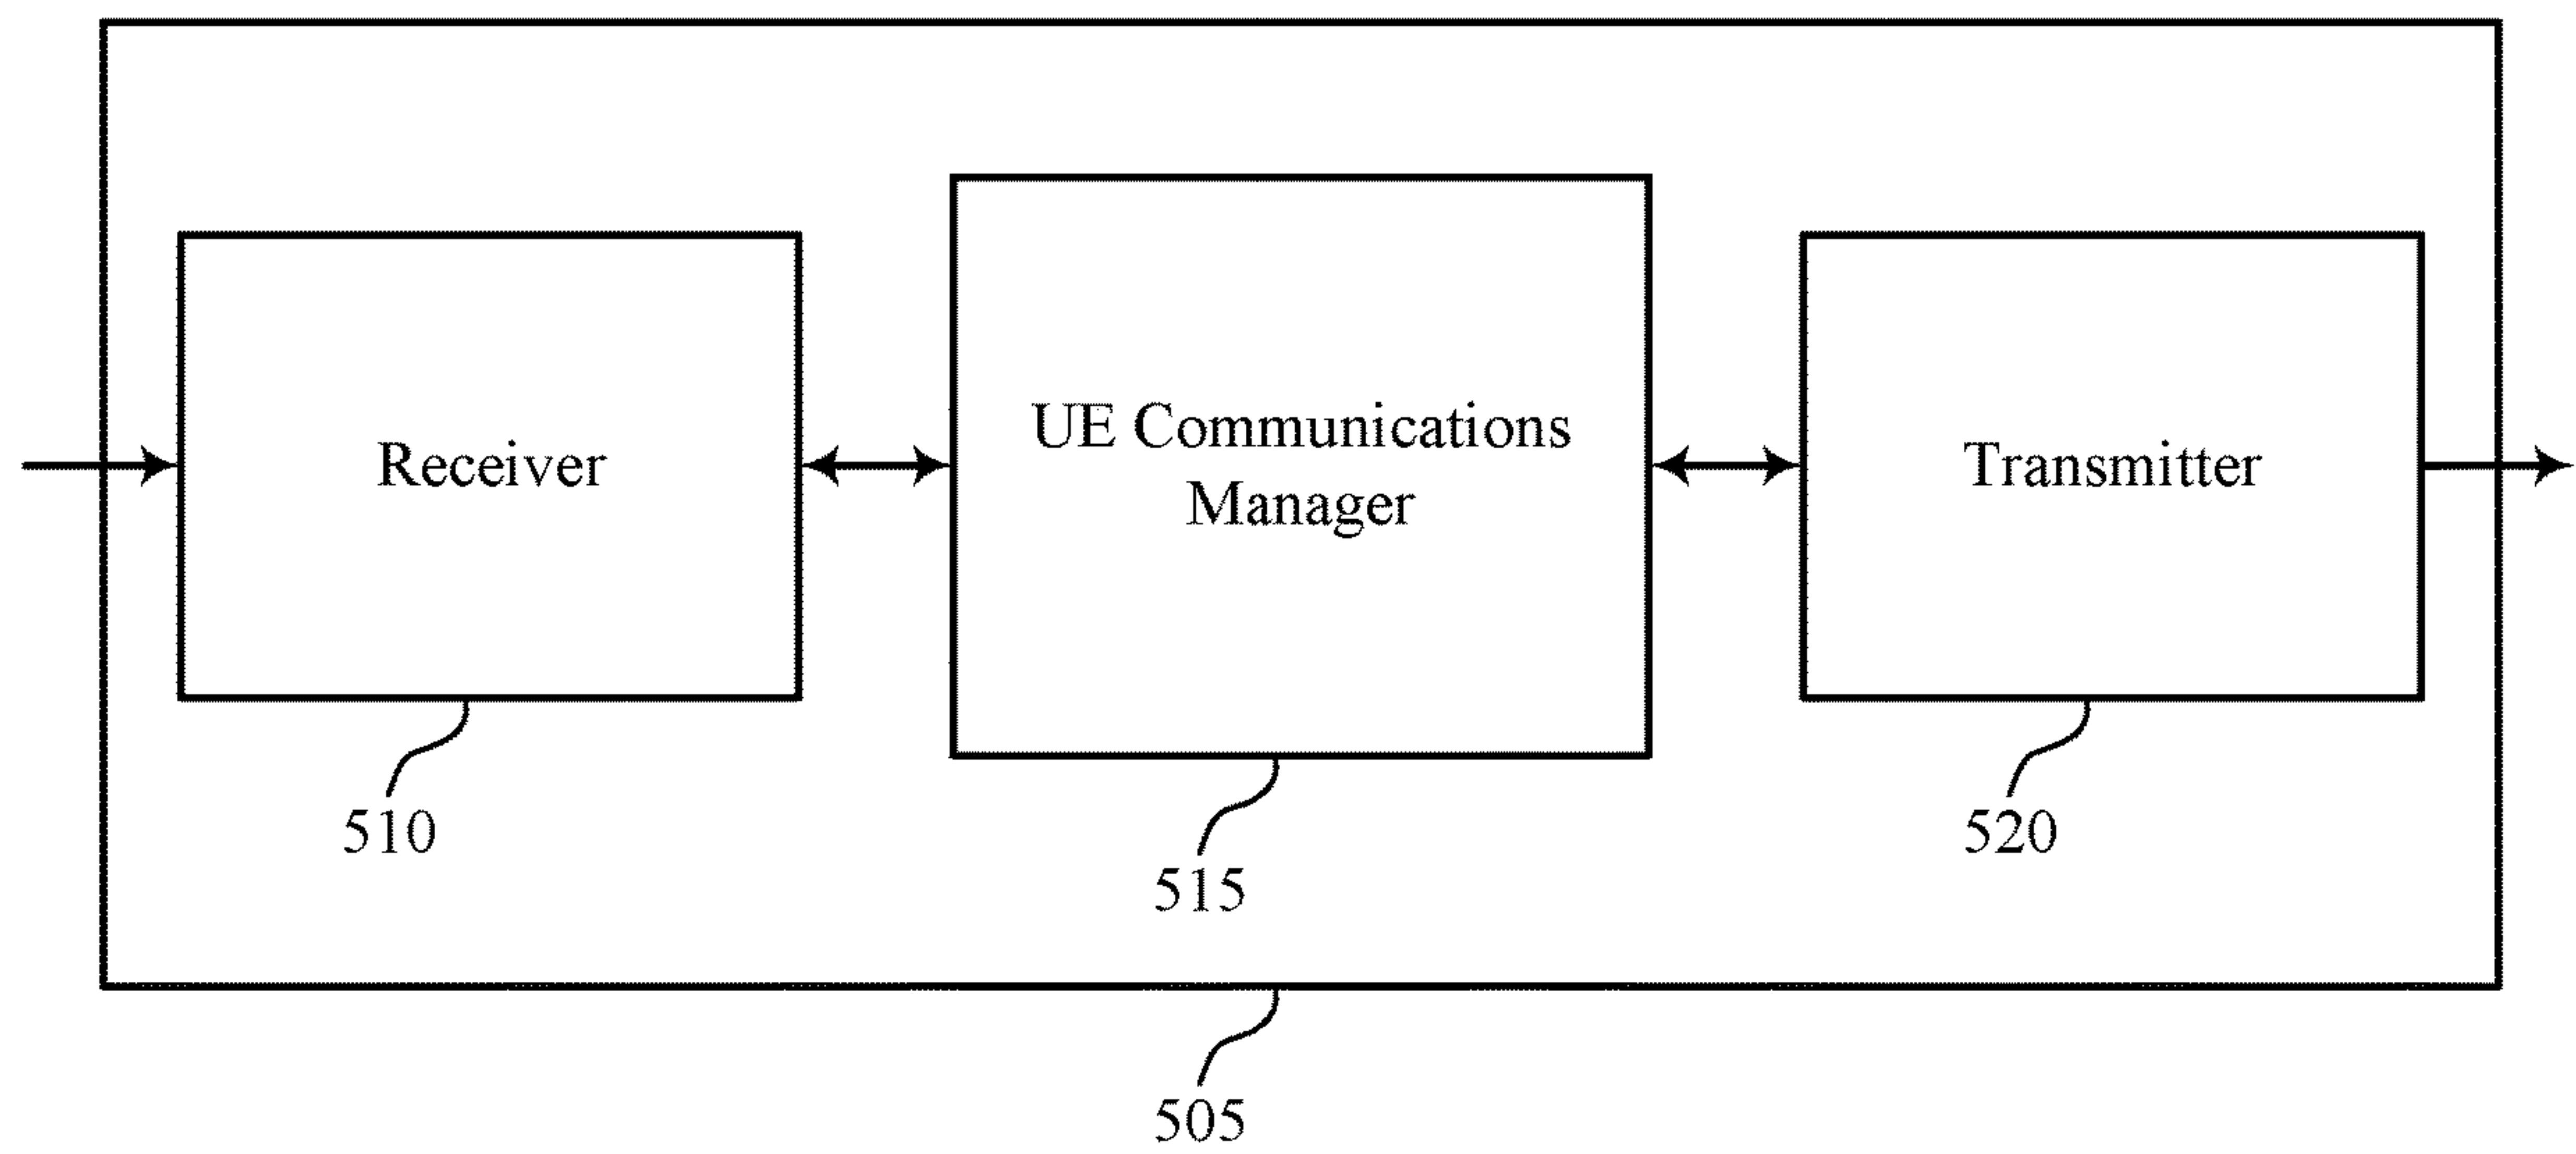 Receiver
UE Communications
Manager
Transmitter
510
515
520
505